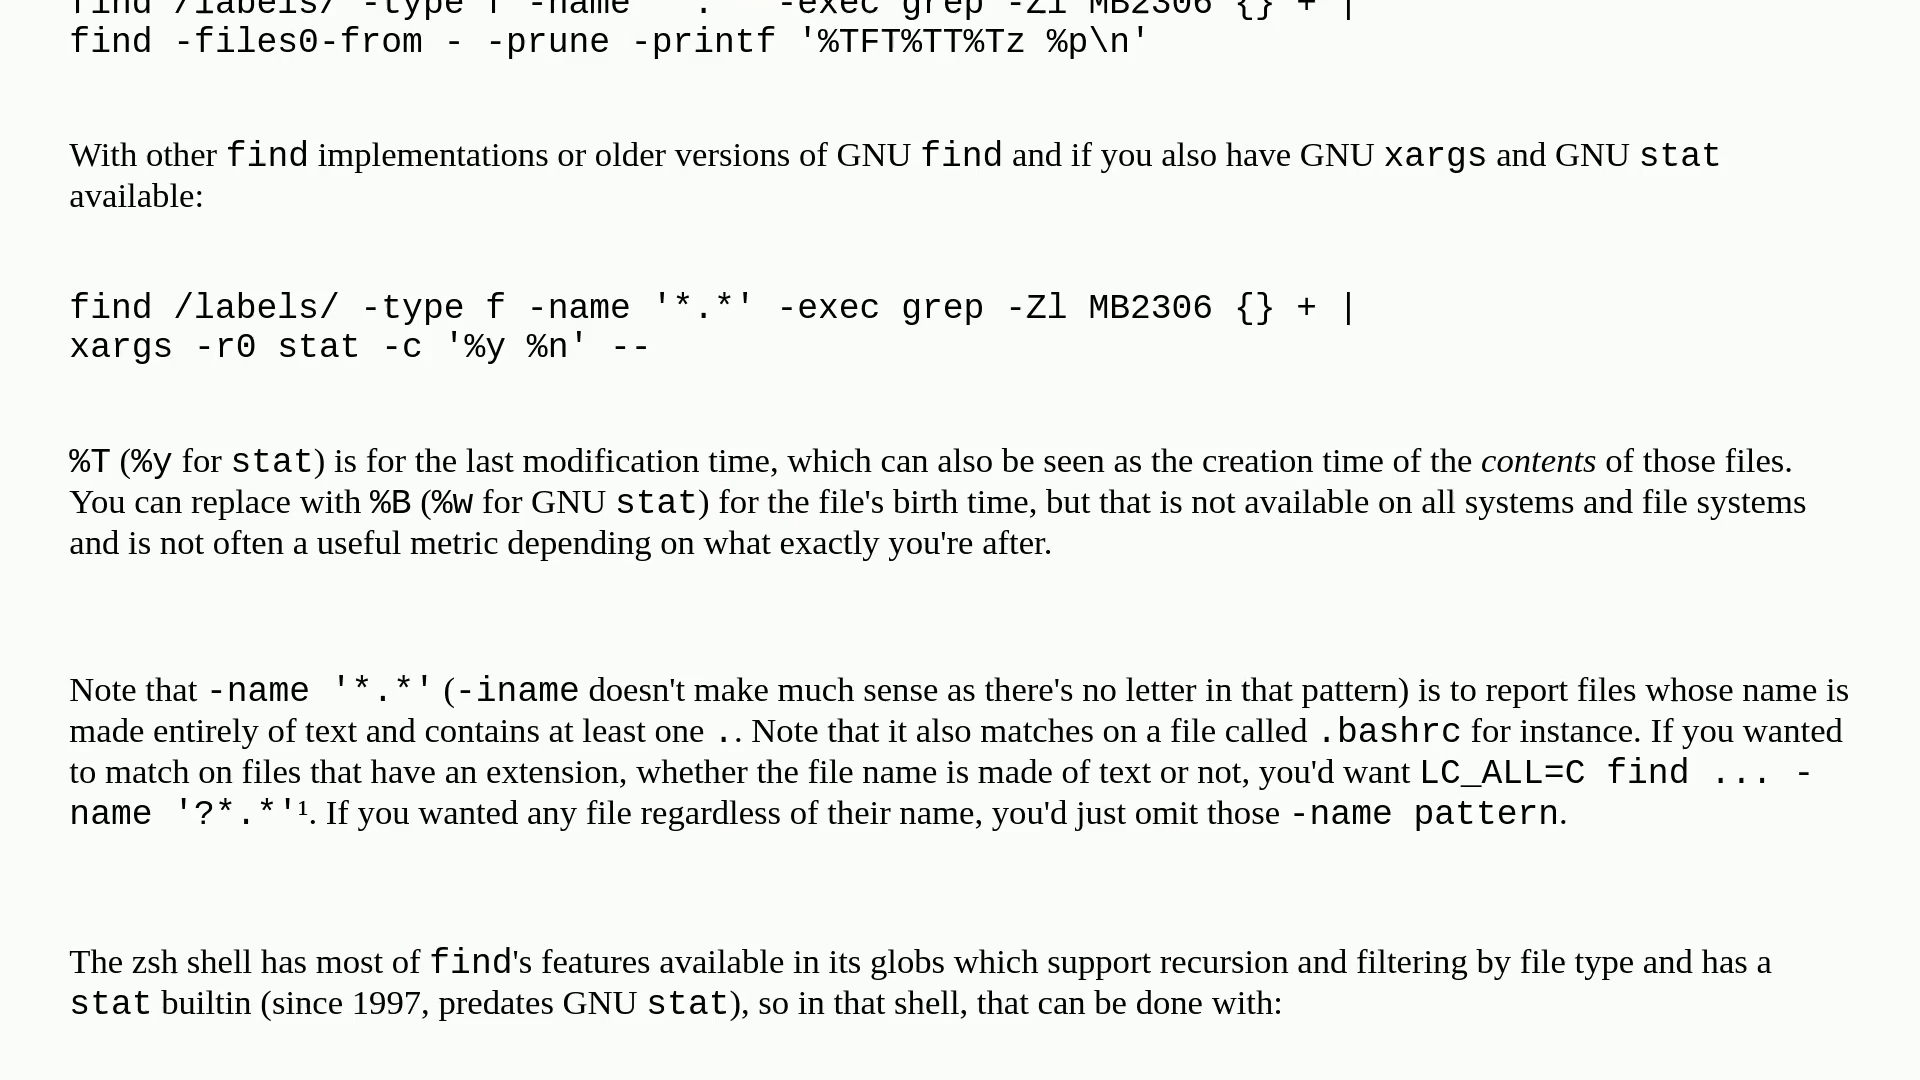 find /labels/ -type f -name '*.*' -exec grep -Zl MB2306 {} + |
find -files0-from - -prune -printf '%TFT%TT%Tz %p\n'
With other find implementations or older versions of GNU find and if you also have GNU xargs and GNU stat
available:
find /labels/ -type f -name '*.*' -exec grep -Zl MB2306 {} + |
xargs -r0 stat -c '%y %n' --
%T (%y for stat) is for the last modification time, which can also be seen as the creation time of the contents of those files.
You can replace with %B (%w for GNU stat) for the file's birth time, but that is not available on all systems and file systems
and is not often a useful metric depending on what exactly you're after.
Note that -name '*.*' (-iname doesn't make much sense as there's no letter in that pattern) is to report files whose name is
made entirely of text and contains at least one .. Note that it also matches on a file called .bashrc for instance. If you wanted
to match on files that have an extension, whether the file name is made of text or not, you'd want LC_ALL=C find ... -
name '?*.*'¹. If you wanted any file regardless of their name, you'd just omit those -name pattern.
The zsh shell has most of find's features available in its globs which support recursion and filtering by file type and has a
stat builtin (since 1997, predates GNU stat), so in that shell, that can be done with: